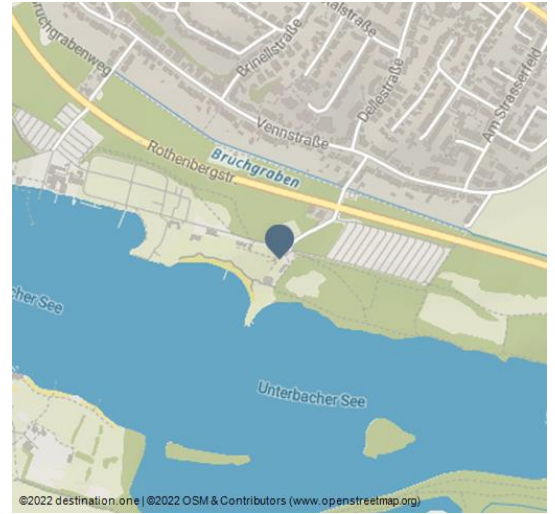 Bruchgrabenweg
Brinellstraße
alstraße
Dellestraße
Am Strasserfeld
Vennstraße
Bruchgraben
Rothenbergstr.
acher See
Unterbacher See
©2022 destination.one | ©2022 OSM & Contributors (www.openstreetmap.org)